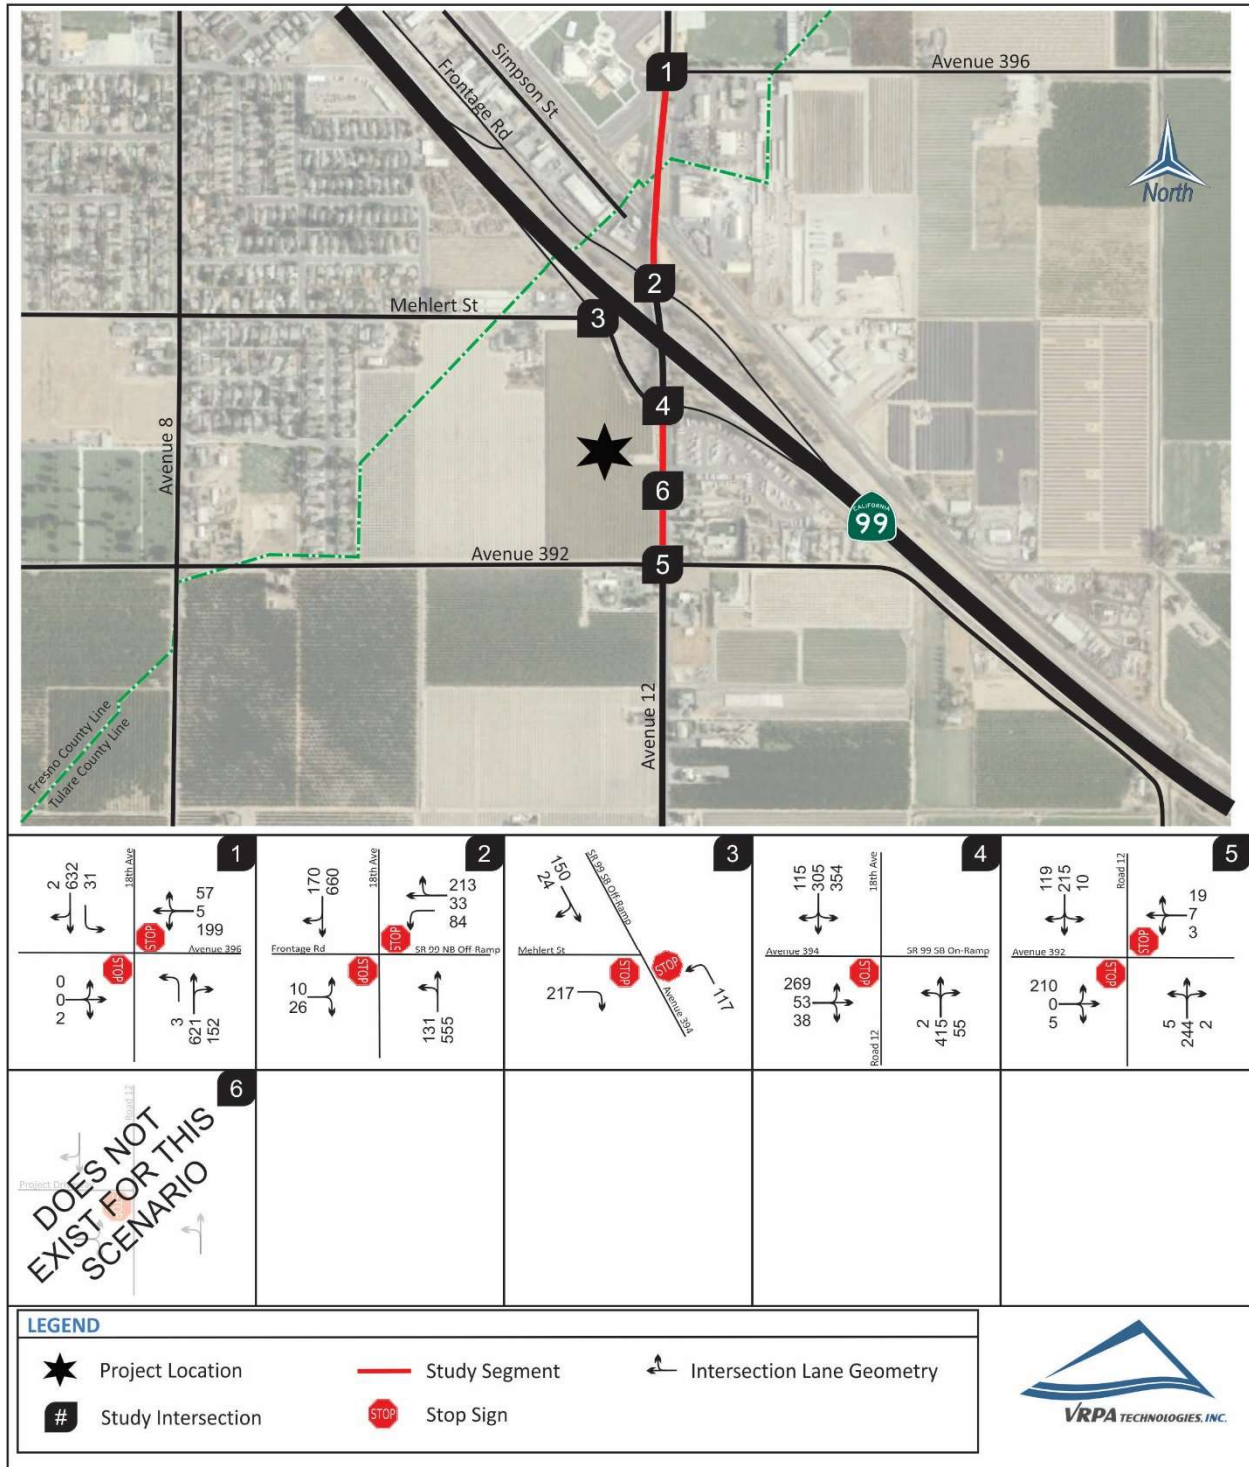 1
Avenue 396
Simpson St
Frontage Rd
North
2
Mehlert St
3
4
Avenue 8
6
CALIFORNIA
99
Avenue 392
5
Avenue 12
Fresno County Line
Tulare County Line
1
18th Ave
2
632
31
57
5
199
STOP
Avenue 396
STOP
0
0
2
3
621
152
2
18th Ave
170
660
213
33
84
STOP
Frontage Rd
SR 99 NB Off-Ramp
STOP
10
26
131
555
3
SR 99 SB Off-Ramp
150
24
Mehlert St
STOP
STOP
217
117
Avenue 394
4
18th Ave
115
305
354
Avenue 394
SR 99 SB On-Ramp
STOP
269
53
38
2
415
55
Road 12
5
Road 12
119
215
10
19
7
3
STOP
Avenue 392
STOP
210
0
5
5
244
2
6
Road 12
DOES NOT
EXIST FOR THIS
SCENARIO
LEGEND
Project Location
Study Segment
Intersection Lane Geometry
# Study Intersection
STOP Stop Sign
VRPA TECHNOLOGIES, INC.